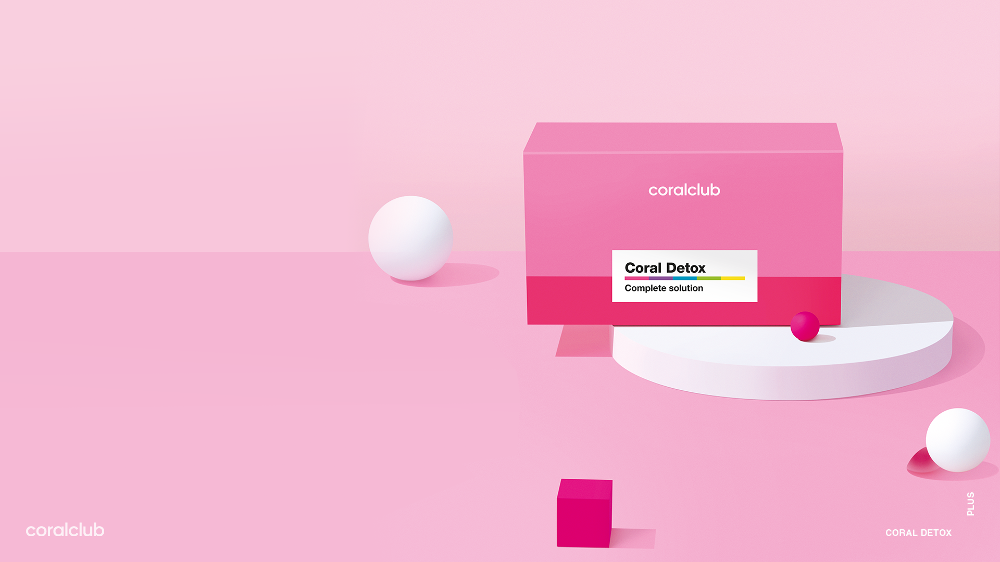 coralclub
Coral Detox
Complete solution
coralclub
CORAL DETOX
PLUS